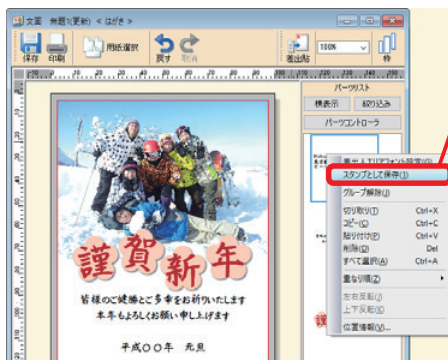 文面 無題1(更新) < はがき >
保存 印刷 用紙選択 戻す 取消 差出貼 100% 枠
パーツリスト
横表示 絞り込み
パーツコントローラ
差出人エリアフォント設定(G)
スタンプとして保存(J)
グループ解除(J)
切り取り(T) Ctrl+X
コピー(C) Ctrl+C
貼り付け(P) Ctrl+V
削除(D) Del
すべて選択(A) Ctrl+A
重なり順(Z)
左右反転(J)
上下反転(K)
位置情報(V)...
謹賀新年
皆様のご健勝とご多幸をお祈りいたします
本年もよろしくお願い申し上げます
平成〇〇年 元旦